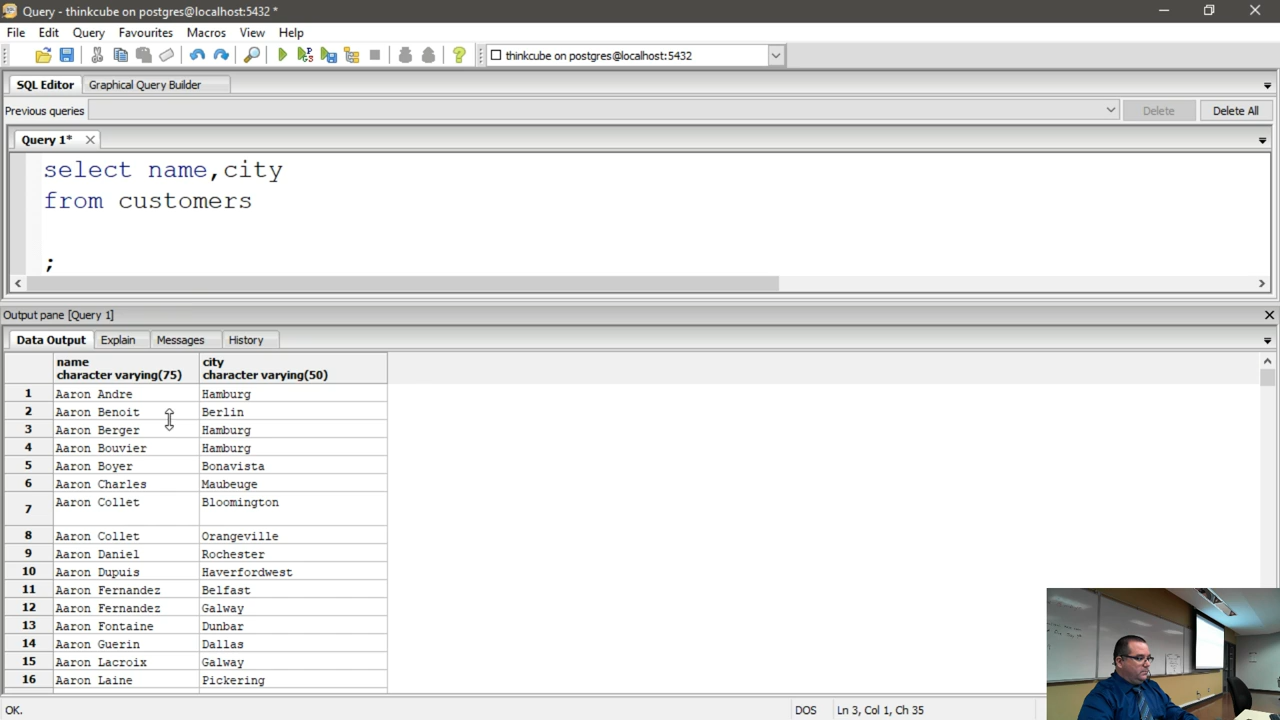 Query - thinkcube on postgres@localhost:5432 *
File Edit Query Favourites Macros View Help
thinkcube on postgres@localhost:5432
SQL Editor Graphical Query Builder
Previous queries Delete Delete All
Query 1*
select name,city
from customers
;
Output pane [Query 1]
Data Output Explain Messages History
name city
character varying(75) character varying(50)
1 Aaron Andre Hamburg
2 Aaron Benoit Berlin
3 Aaron Berger Hamburg
4 Aaron Bouvier Hamburg
5 Aaron Boyer Bonavista
6 Aaron Charles Maubeuge
7 Aaron Collet Bloomington
8 Aaron Collet Orangeville
9 Aaron Daniel Rochester
10 Aaron Dupuis Haverfordwest
11 Aaron Fernandez Belfast
12 Aaron Fernandez Galway
13 Aaron Fontaine Dunbar
14 Aaron Guerin Dallas
15 Aaron Lacroix Galway
16 Aaron Laine Pickering
OK. DOS Ln 3, Col 1, Ch 35